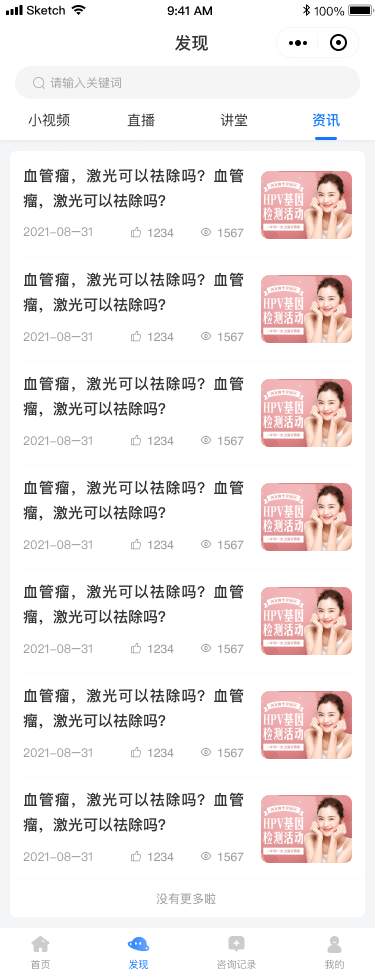 Sketch 9:41 AM 100%
发现
请输入关键词
小视频 直播 讲堂 资讯
血管瘤，激光可以祛除吗？血管
瘤，激光可以祛除吗?
2021-08-31 1234 1567
HPV基因
检测活动
血管瘤，激光可以祛除吗？血管
瘤，激光可以祛除吗?
2021-08-31 1234 1567
HPV基因
检测活动
血管瘤，激光可以祛除吗？血管
瘤，激光可以祛除吗?
2021-08-31 1234 1567
HPV基因
检测活动
血管瘤，激光可以祛除吗？血管
瘤，激光可以祛除吗?
2021-08-31 1234 1567
HPV基因
检测活动
血管瘤，激光可以祛除吗？血管
瘤，激光可以祛除吗?
2021-08-31 1234 1567
HPV基因
检测活动
血管瘤，激光可以祛除吗？血管
瘤，激光可以祛除吗?
2021-08-31 1234 1567
HPV基因
检测活动
血管瘤，激光可以祛除吗？血管
瘤，激光可以祛除吗?
2021-08-31 1234 1567
HPV基因
检测活动
没有更多啦
首页 发现 咨询记录 我的